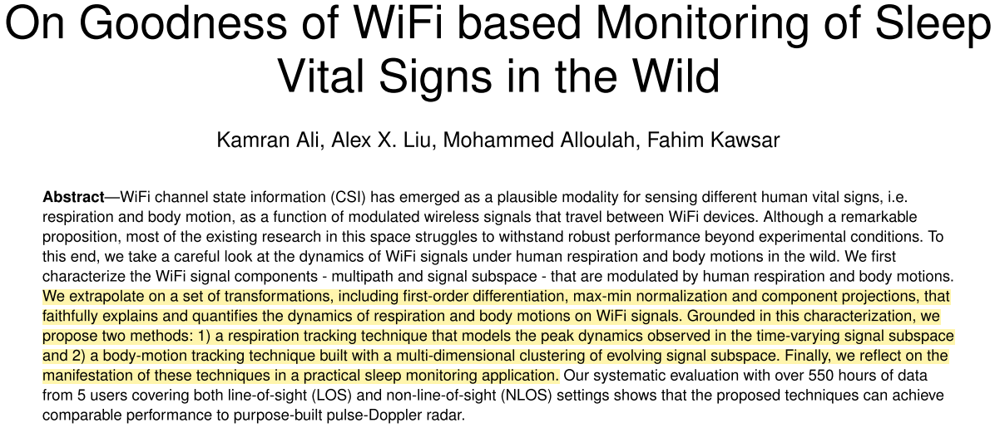 On Goodness of WiFi based Monitoring of Sleep
Vital Signs in the Wild
Kamran Ali, Alex X. Liu, Mohammed Alloulah, Fahim Kawsar
Abstract—WiFi channel state information (CSI) has emerged as a plausible modality for sensing different human vital signs, i.e.
respiration and body motion, as a function of modulated wireless signals that travel between WiFi devices. Although a remarkable
proposition, most of the existing research in this space struggles to withstand robust performance beyond experimental conditions. To
this end, we take a careful look at the dynamics of WiFi signals under human respiration and body motions in the wild. We first
characterize the WiFi signal components - multipath and signal subspace - that are modulated by human respiration and body motions.
We extrapolate on a set of transformations, including first-order differentiation, max-min normalization and component projections, that
faithfully explains and quantifies the dynamics of respiration and body motions on WiFi signals. Grounded in this characterization, we
propose two methods: 1) a respiration tracking technique that models the peak dynamics observed in the time-varying signal subspace
and 2) a body-motion tracking technique built with a multi-dimensional clustering of evolving signal subspace. Finally, we reflect on the
manifestation of these techniques in a practical sleep monitoring application. Our systematic evaluation with over 550 hours of data
from 5 users covering both line-of-sight (LOS) and non-line-of-sight (NLOS) settings shows that the proposed techniques can achieve
comparable performance to purpose-built pulse-Doppler radar.